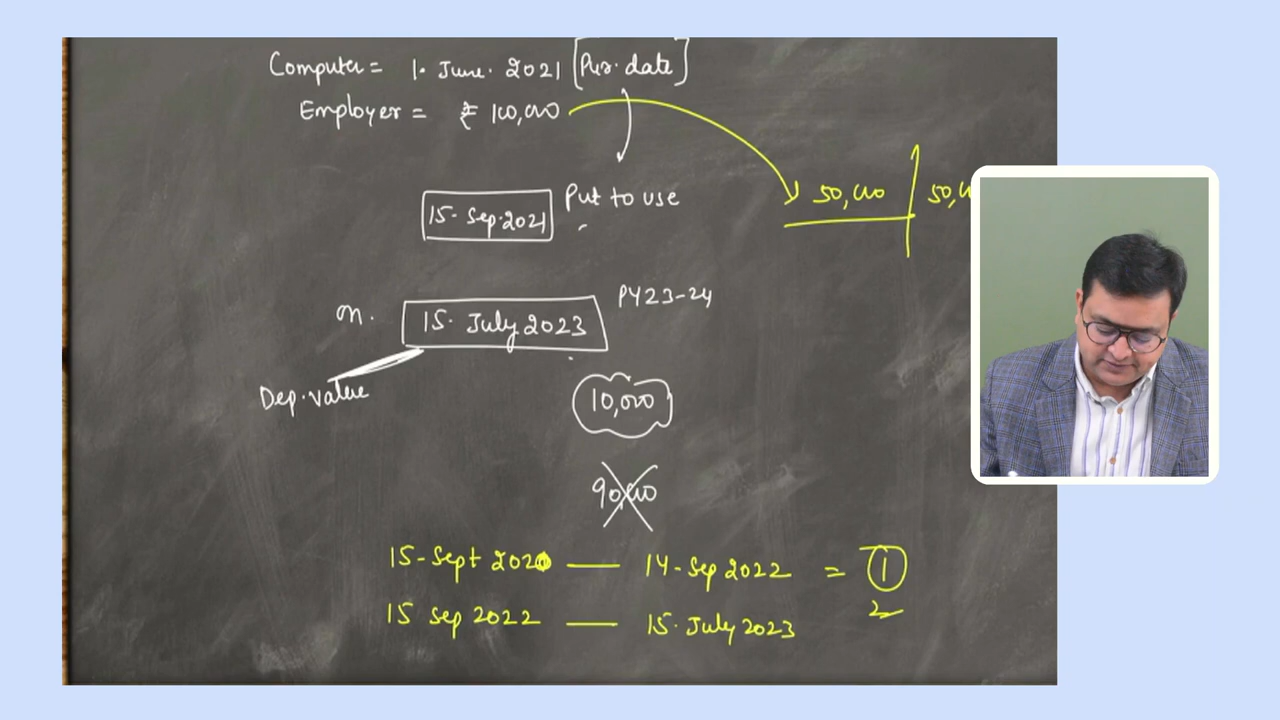 Computer = 1. June. 2021 [Pur. date]
Employer = ₹ 100,000
50,000 | 50,0
15. Sep. 2021 Put to use
on. 15. July 2023 PY23-24
Dep. value
10,000
90,000
15-Sept 2020 — 14-Sep 2022 = 1
15 Sep 2022 — 15. July 2023